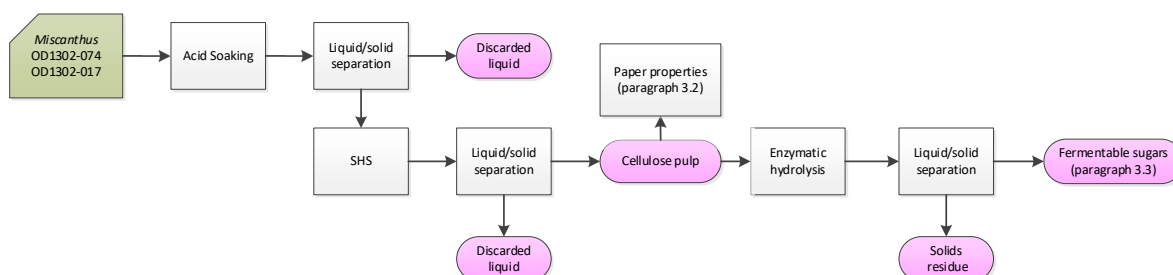 Miscanthus
OD1302-074
OD1302-017
Acid Soaking
Liquid/solid
separation
Discarded
liquid
Paper properties
(paragraph 3.2)
SHS
Liquid/solid
separation
Cellulose pulp
Enzymatic
hydrolysis
Liquid/solid
separation
Fermentable sugars
(paragraph 3.3)
Discarded
liquid
Solids
residue